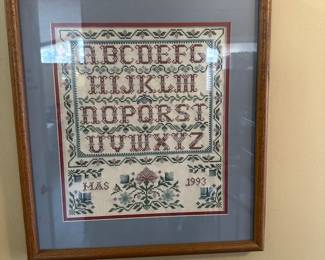 ABCDEFG
HIJKLM
NOPQRST
UVWXYZ
MAS 1993